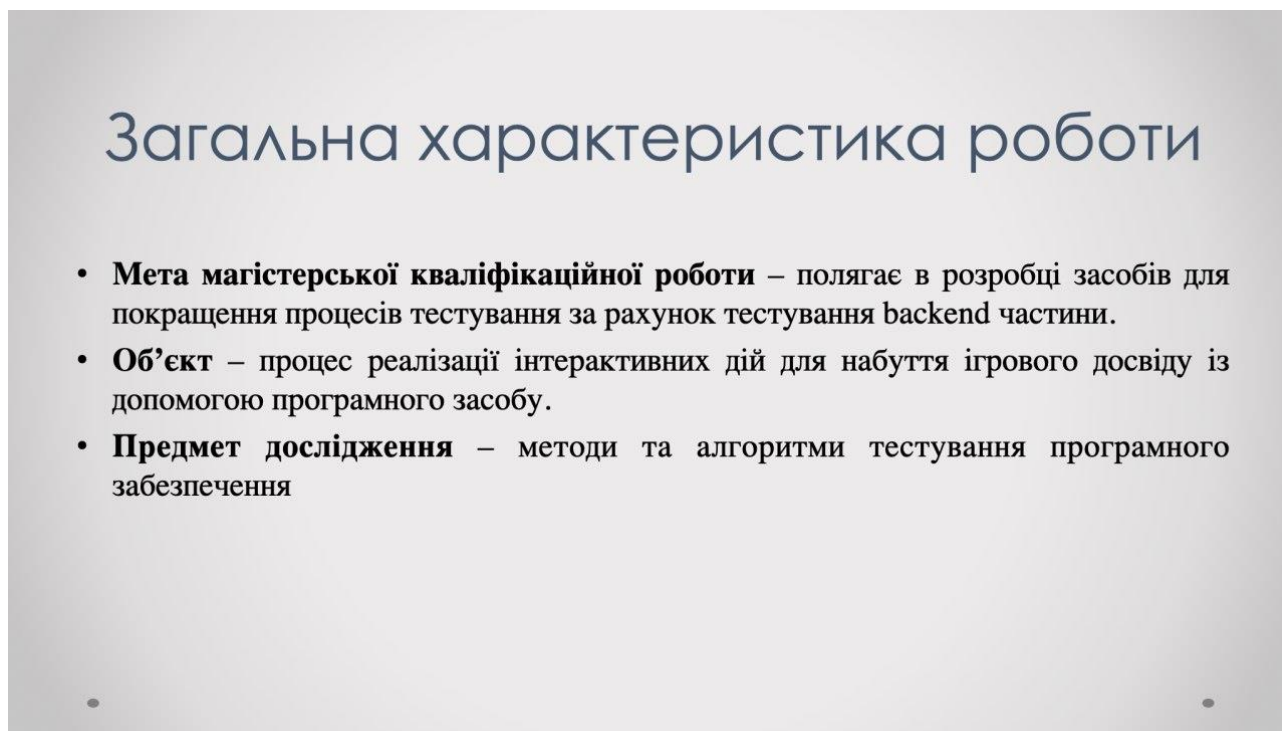 Загальна характеристика роботи
• Мета магістерської кваліфікаційної роботи – полягає в розробці засобів для
покращення процесів тестування за рахунок тестування backend частини.
• Об’єкт – процес реалізації інтерактивних дій для набуття ігрового досвіду із
допомогою програмного засобу.
• Предмет дослідження – методи та алгоритми тестування програмного
забезпечення